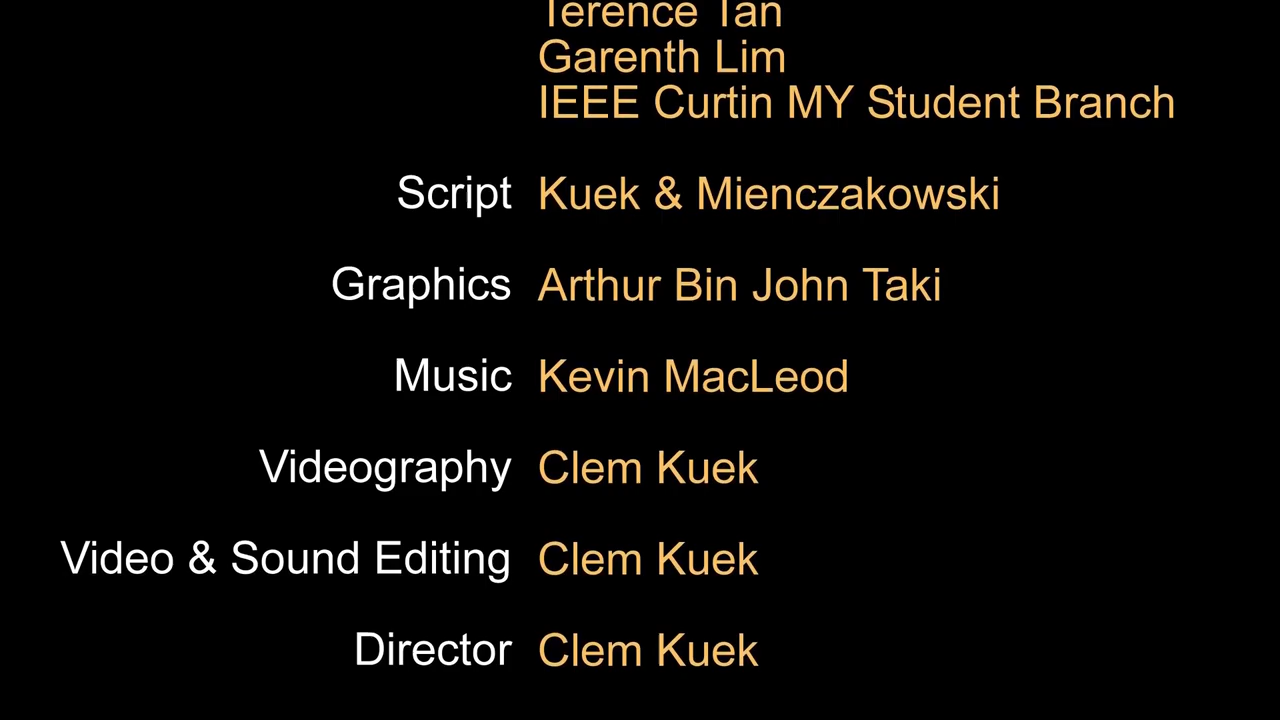 Terence Tan
Garenth Lim
IEEE Curtin MY Student Branch
Script Kuek & Mienczakowski
Graphics Arthur Bin John Taki
Music Kevin MacLeod
Videography Clem Kuek
Video & Sound Editing Clem Kuek
Director Clem Kuek